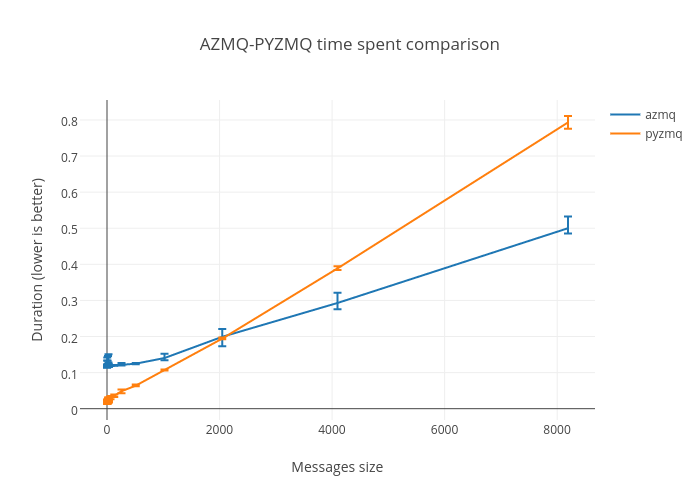 AZMQ-PYZMQ time spent comparison
azmq
pyzmq
Duration (lower is better)
0.8
0.7
0.6
0.5
0.4
0.3
0.2
0.1
0
0 2000 4000 6000 8000
Messages size